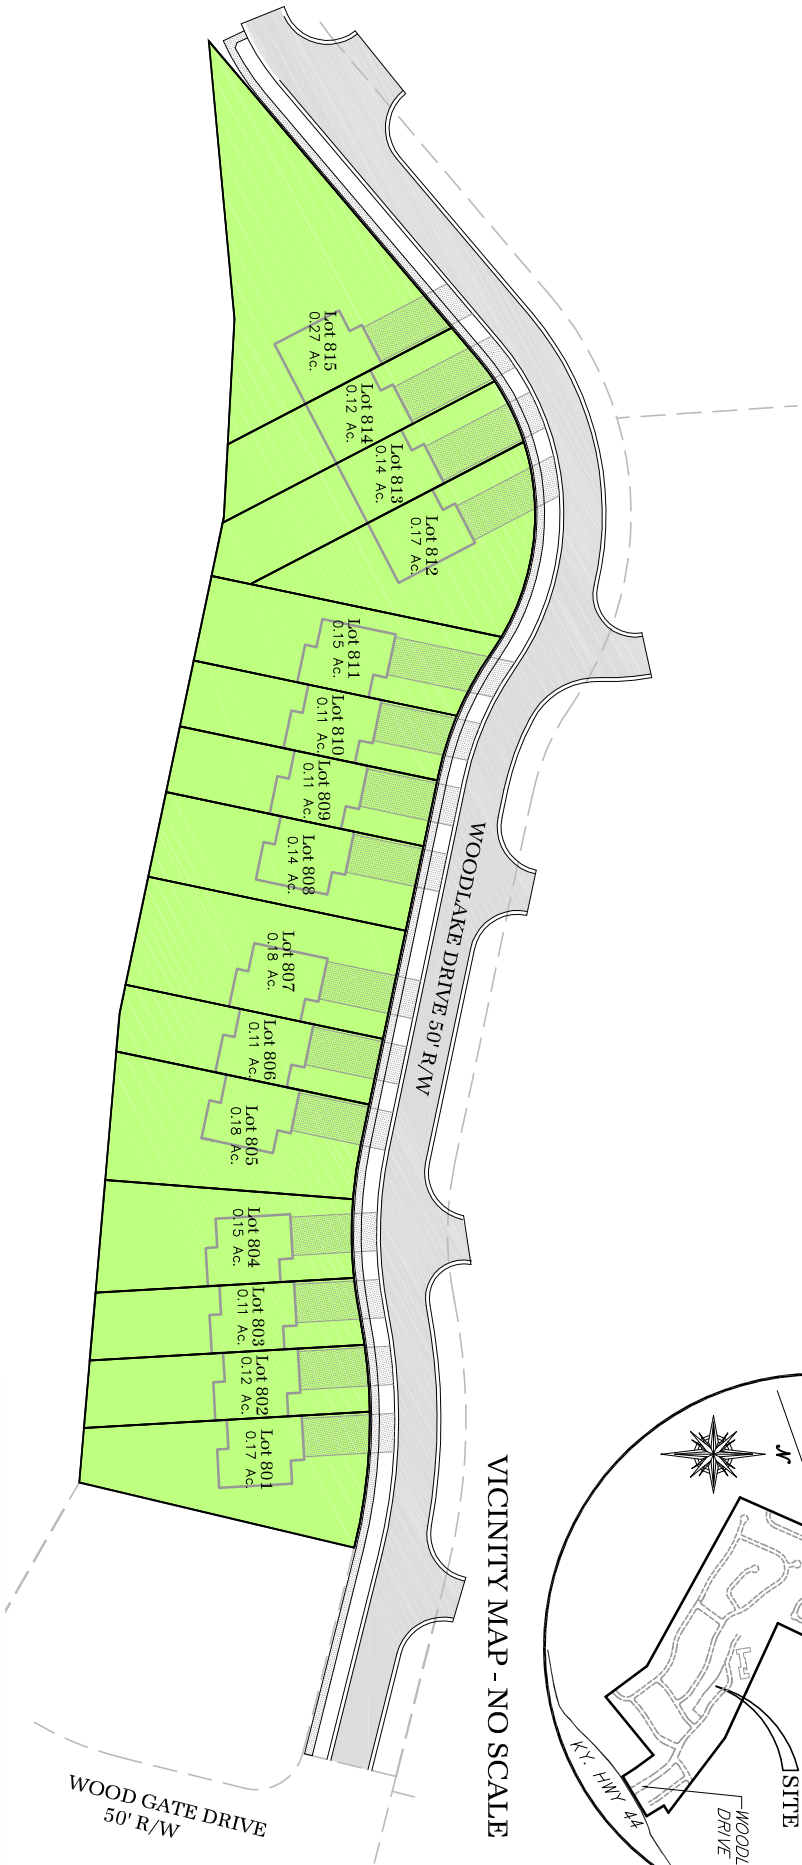 Lot 815
0.27 Ac.
Lot 814
0.12 Ac.
Lot 813
0.14 Ac.
Lot 812
0.17 Ac.
Lot 811
0.15 Ac.
Lot 810
0.11 Ac.
Lot 809
0.11 Ac.
Lot 808
0.14 Ac.
WOODLAKE DRIVE 50' R/W
Lot 807
0.18 Ac.
Lot 806
0.11 Ac.
Lot 805
0.18 Ac.
Lot 804
0.15 Ac.
Lot 803
0.11 Ac.
Lot 802
0.12 Ac.
Lot 801
0.17 Ac.
VICINITY MAP - NO SCALE
N
SITE
KY. HWY 44
WOODL
DRIVE
WOOD GATE DRIVE
50' R/W